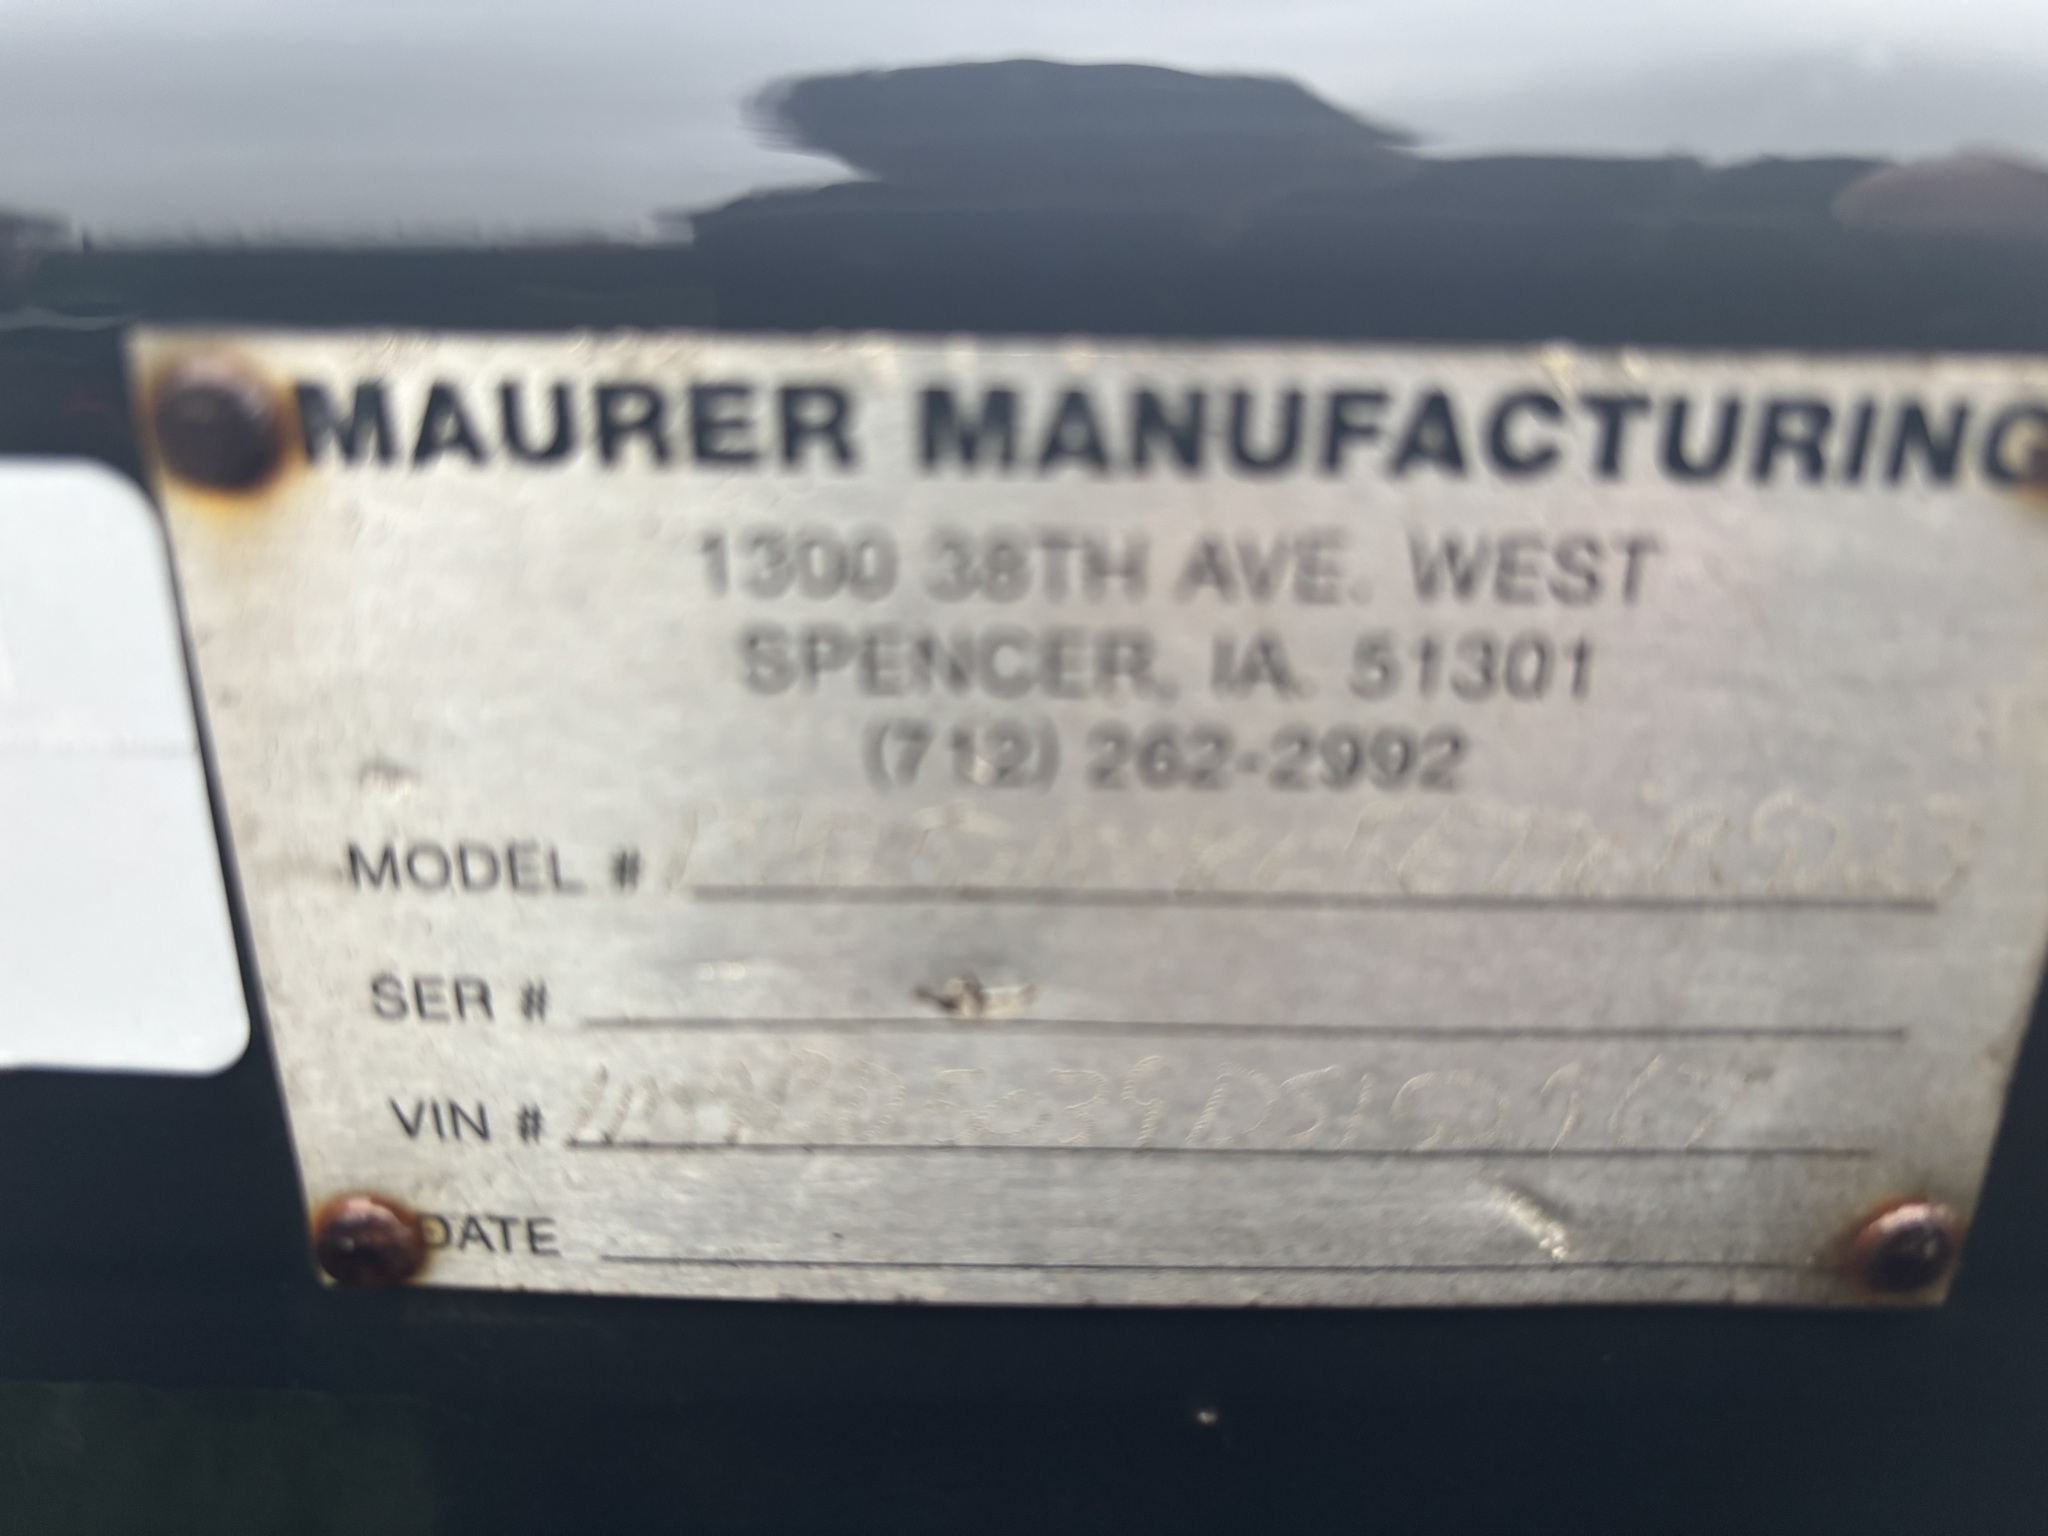 MAURER MANUFACTURING
1300 38TH AVE. WEST
SPENCER, IA. 51301
(712) 262-2992
MODEL #
SER #
VIN #
DATE